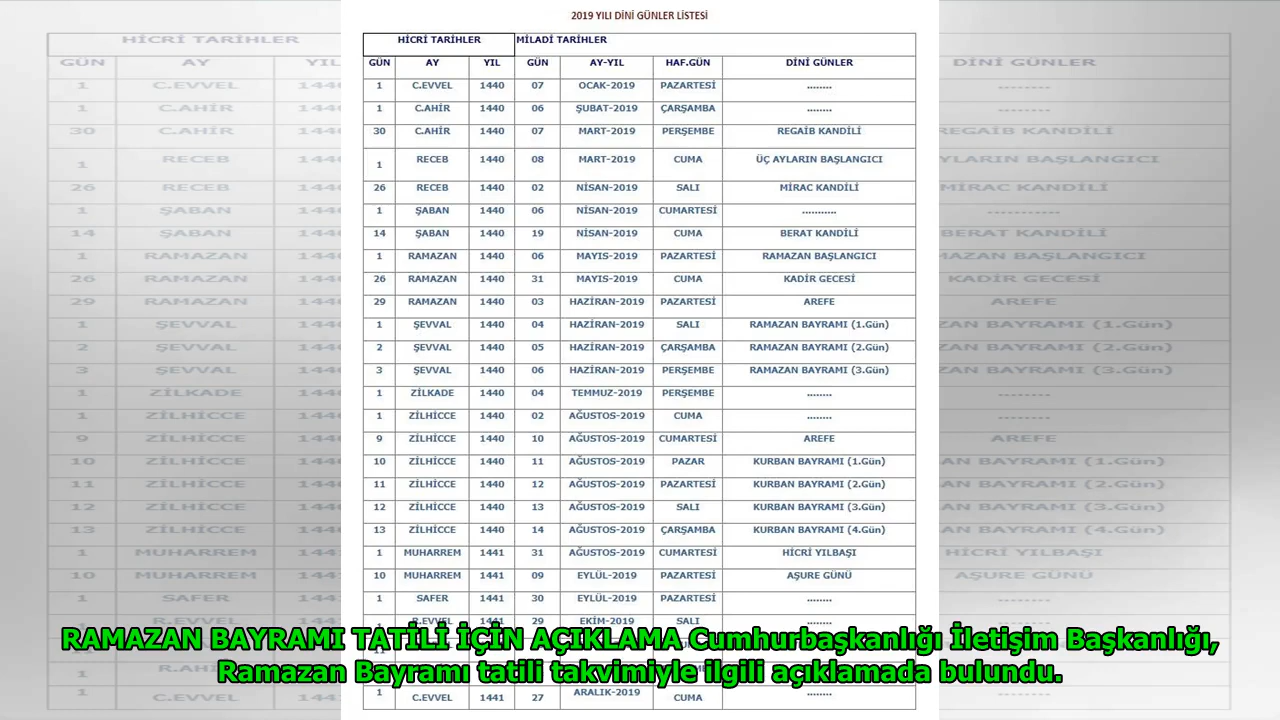 2019 YILI DİNİ GÜNLER LİSTESİ
HİCRİ TARİHLER MİLADİ TARİHLER
GÜN AY YIL GÜN AY-YIL HAF.GÜN DİNİ GÜNLER
1 C.EVVEL 1440 07 OCAK-2019 PAZARTESİ ........
1 C.AHİR 1440 06 ŞUBAT-2019 ÇARŞAMBA ........
30 C.AHİR 1440 07 MART-2019 PERŞEMBE REGAİB KANDİLİ
1 RECEB 1440 08 MART-2019 CUMA ÜÇ AYLARIN BAŞLANGICI
26 RECEB 1440 02 NİSAN-2019 SALI MİRAC KANDİLİ
1 ŞABAN 1440 06 NİSAN-2019 CUMARTESİ ...........
14 ŞABAN 1440 19 NİSAN-2019 CUMA BERAT KANDİLİ
1 RAMAZAN 1440 06 MAYIS-2019 PAZARTESİ RAMAZAN BAŞLANGICI
26 RAMAZAN 1440 31 MAYIS-2019 CUMA KADİR GECESİ
29 RAMAZAN 1440 03 HAZİRAN-2019 PAZARTESİ AREFE
1 ŞEVVAL 1440 04 HAZİRAN-2019 SALI RAMAZAN BAYRAMI (1.Gün)
2 ŞEVVAL 1440 05 HAZİRAN-2019 ÇARŞAMBA RAMAZAN BAYRAMI (2.Gün)
3 ŞEVVAL 1440 06 HAZİRAN-2019 PERŞEMBE RAMAZAN BAYRAMI (3.Gün)
1 ZİLKADE 1440 04 TEMMUZ-2019 PERŞEMBE ........
1 ZİLHİCCE 1440 02 AĞUSTOS-2019 CUMA ........
9 ZİLHİCCE 1440 10 AĞUSTOS-2019 CUMARTESİ AREFE
10 ZİLHİCCE 1440 11 AĞUSTOS-2019 PAZAR KURBAN BAYRAMI (1.Gün)
11 ZİLHİCCE 1440 12 AĞUSTOS-2019 PAZARTESİ KURBAN BAYRAMI (2.Gün)
12 ZİLHİCCE 1440 13 AĞUSTOS-2019 SALI KURBAN BAYRAMI (3.Gün)
13 ZİLHİCCE 1440 14 AĞUSTOS-2019 ÇARŞAMBA KURBAN BAYRAMI (4.Gün)
1 MUHARREM 1441 31 AĞUSTOS-2019 CUMARTESİ HİCRİ YILBAŞI
10 MUHARREM 1441 09 EYLÜL-2019 PAZARTESİ AŞURE GÜNÜ
1 SAFER 1441 30 EYLÜL-2019 PAZARTESİ ........
R.EVVEL 1441 29 EKİM-2019 SALI
RAMAZAN BAYRAMI TATİLİ İÇİN AÇIKLAMA Cumhurbaşkanlığı İletişim Başkanlığı,
Ramazan Bayramı tatili takvimiyle ilgili açıklamada bulundu.
1 C.EVVEL 1441 27 ARALIK-2019 CUMA ........